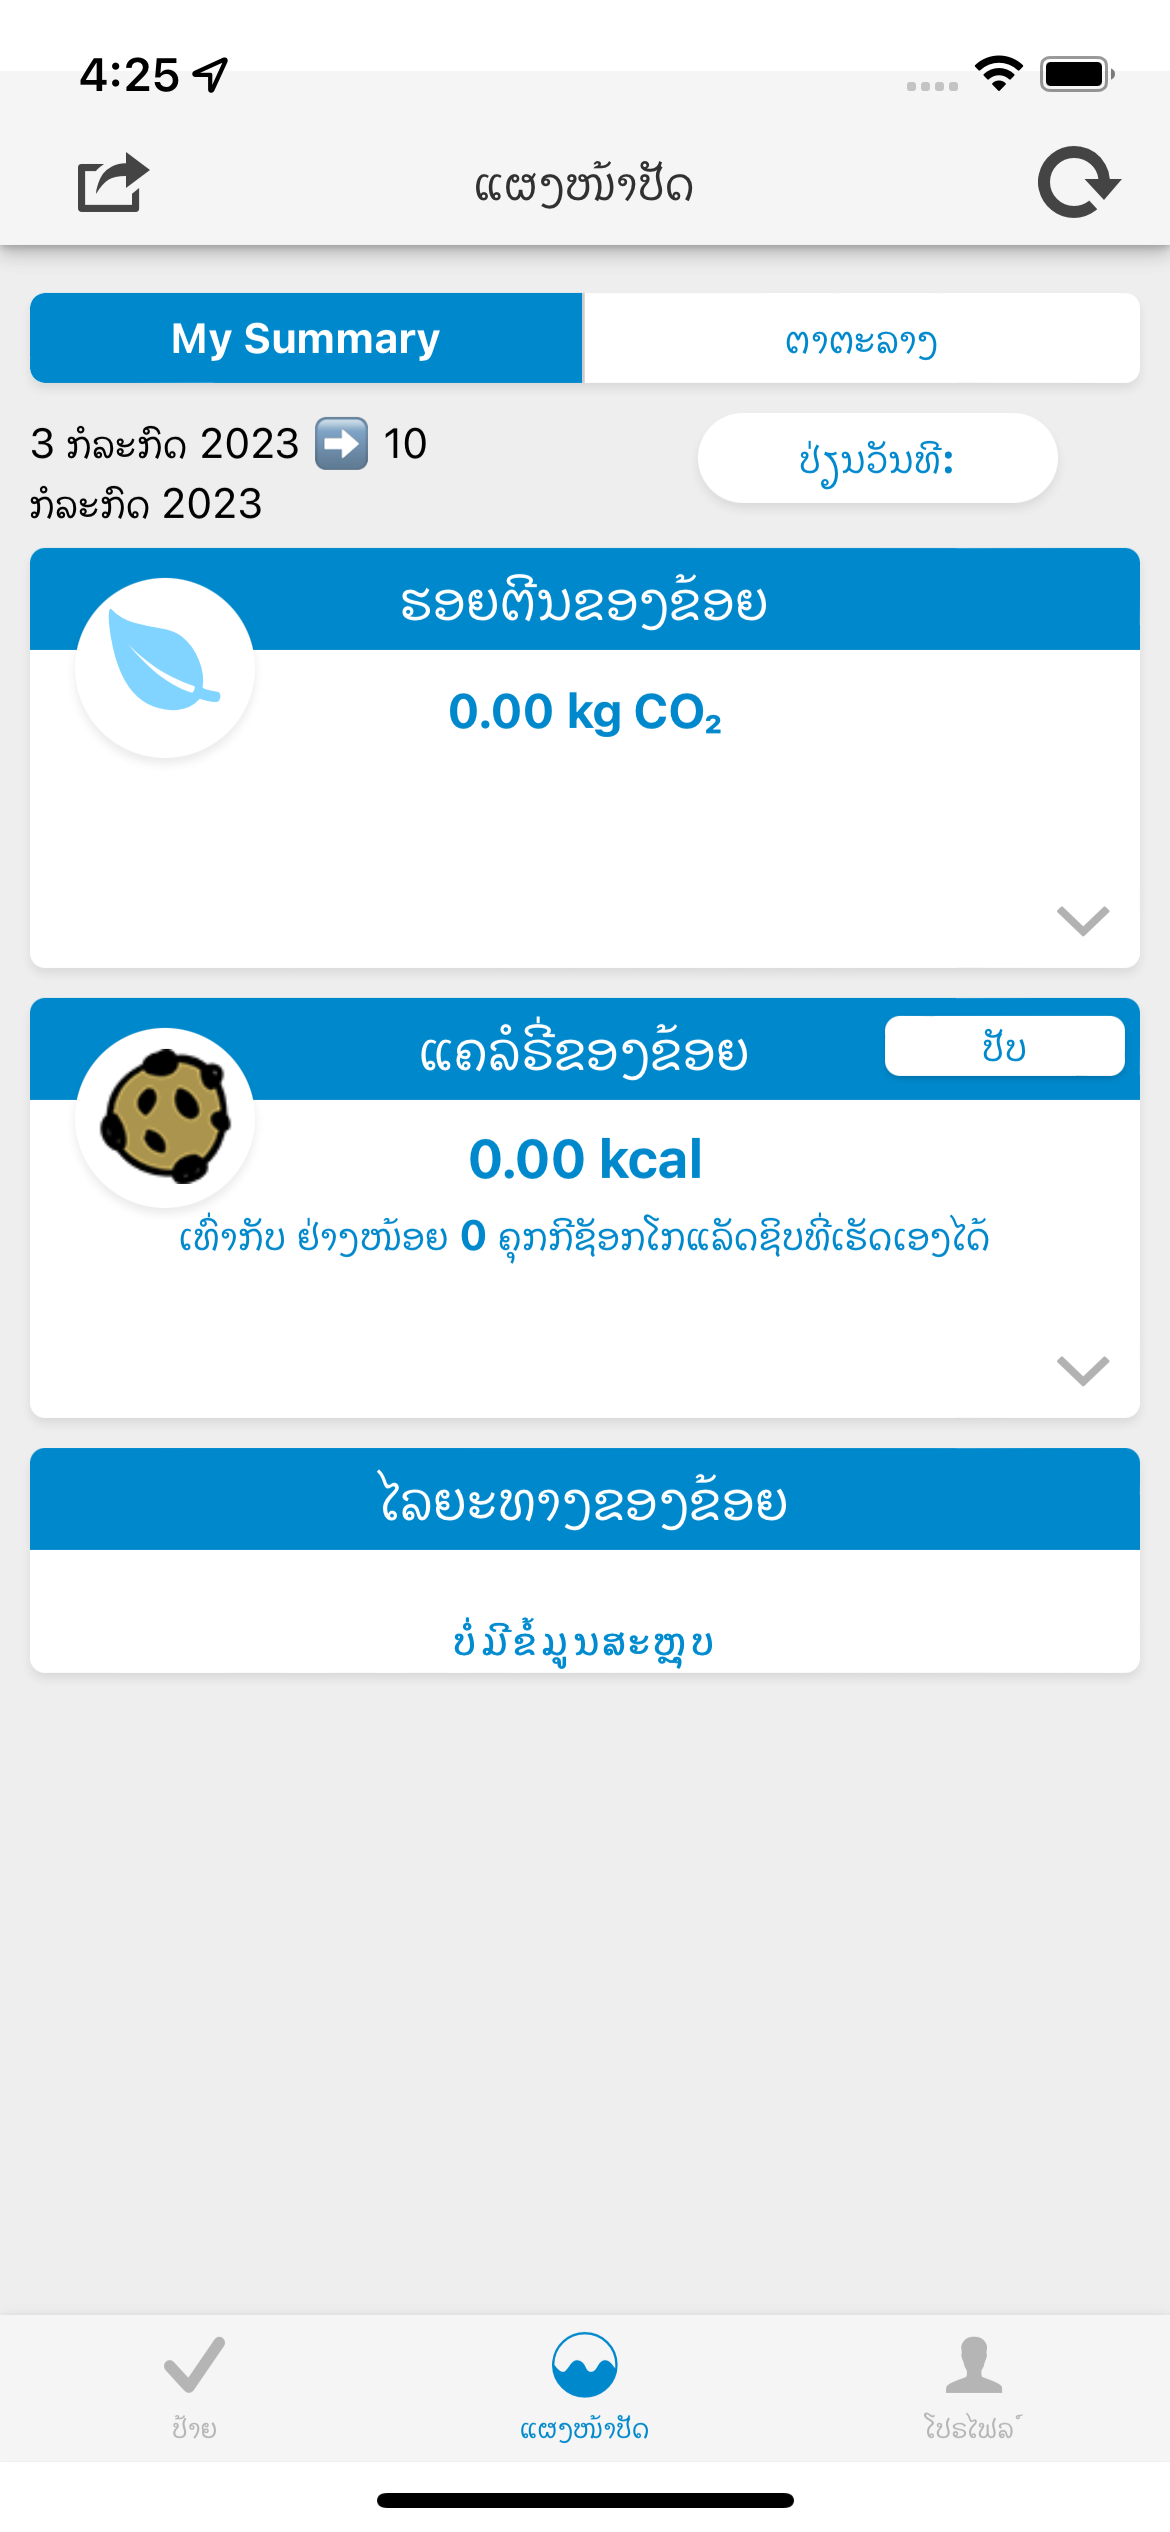 4:25
ແຜງໜ້າປັດ
My Summary
ຕາຕະລາງ
3 ກໍລະກົດ 2023 ➡️ 10
ກໍລະກົດ 2023
ປ່ຽນວັນທີ:
ຮອຍຕີນຂອງຂ້ອຍ
0.00 kg CO₂
ແຄລໍຣີ່ຂອງຂ້ອຍ
ປັບ
0.00 kcal
ເທົ່າກັບ ຢ່າງໜ້ອຍ 0 ຄຸກກີຊັອກໂກແລັດຊິບທີ່ເຮັດເອງໄດ້
ໄລຍະທາງຂອງຂ້ອຍ
ບໍ່ມີຂໍ້ມູນສະຫຼຸບ
ປ້າຍ
ແຜງໜ້າປັດ
ໂປຣໄຟລ໌